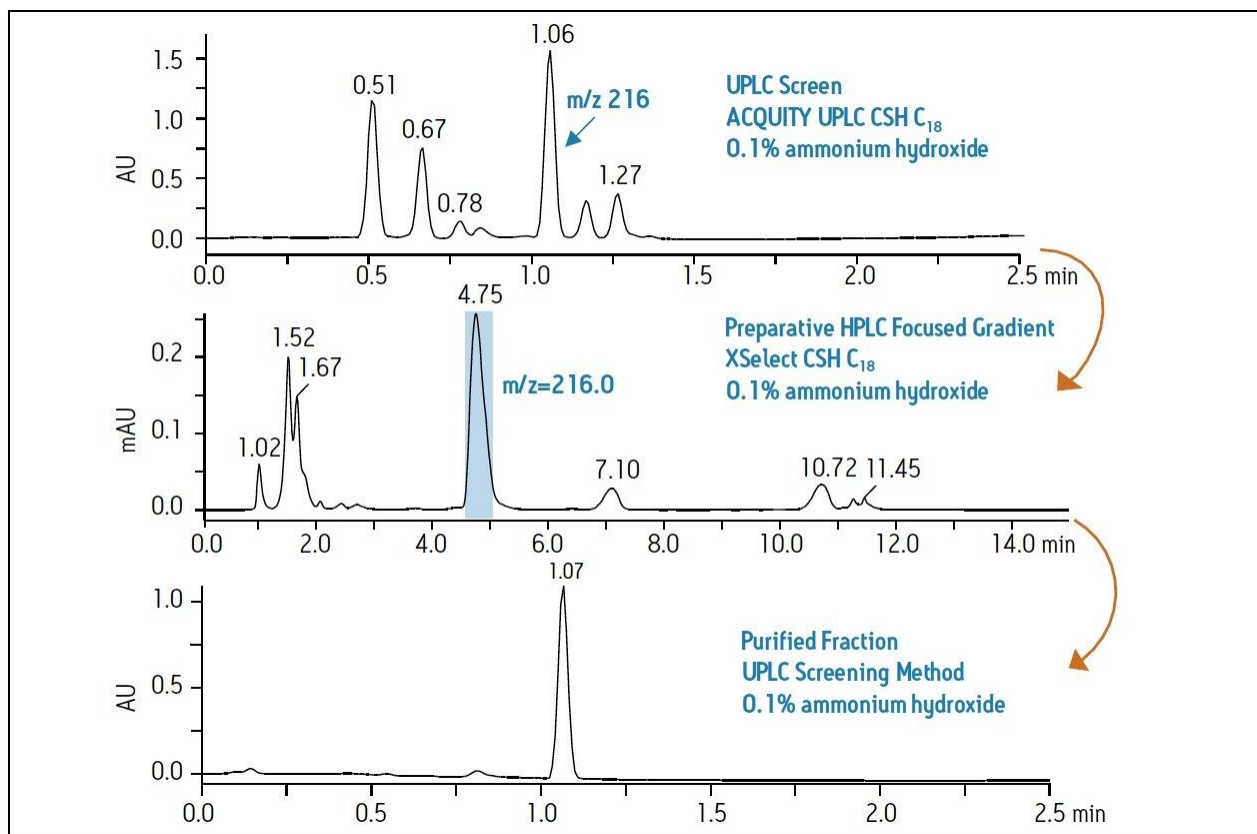 1.06
1.5
0.51
m/z 216
UPLC Screen
ACQUITY UPLC CSH C₁₈
0.1% ammonium hydroxide
1.0
0.67
AU
0.5
0.78
1.27
0.0
0.0 0.5 1.0 1.5 2.0 2.5 min
4.75
Preparative HPLC Focused Gradient
XSelect CSH C₁₈
0.1% ammonium hydroxide
0.2
1.52
1.67
m/z=216.0
mAU
0.1
1.02
7.10
10.72 11.45
0.0
0.0 2.0 4.0 6.0 8.0 10.0 12.0 14.0 min
1.07
1.0
Purified Fraction
UPLC Screening Method
0.1% ammonium hydroxide
AU
0.5
0.0
0.0 0.5 1.0 1.5 2.0 2.5 min